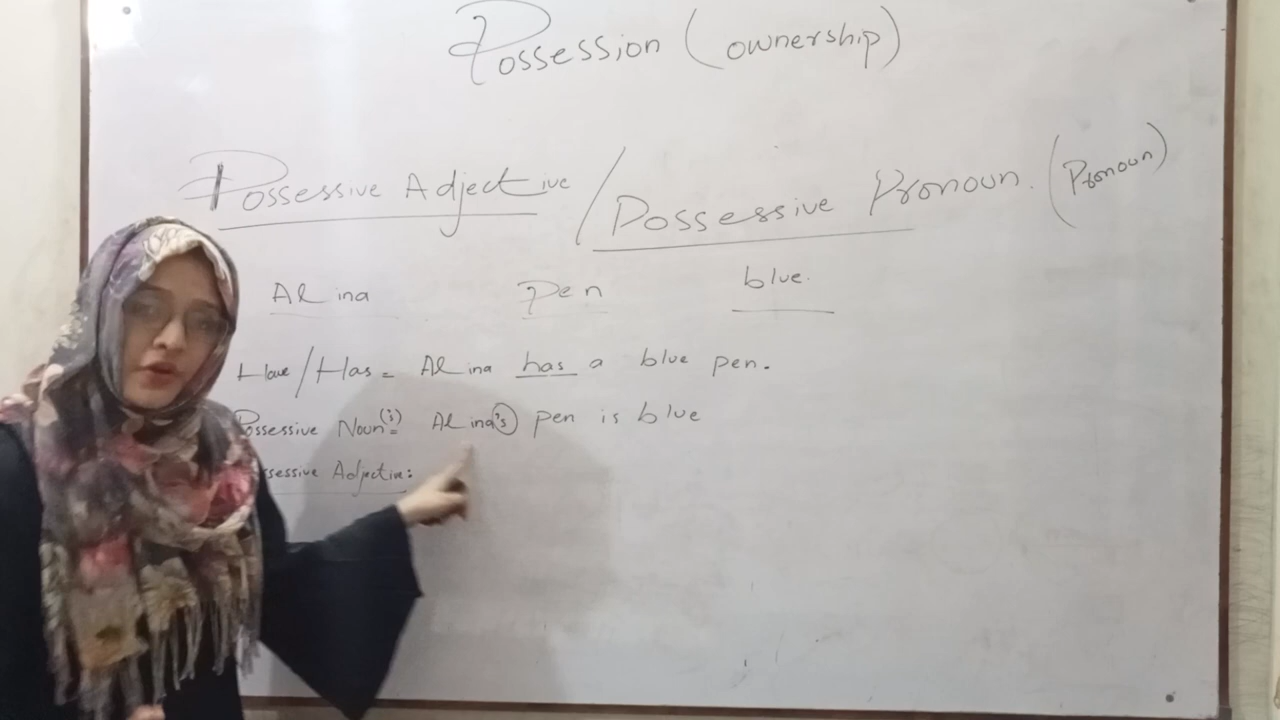 Possession (ownership)
Possessive Adjective / Possessive Pronoun. (Pronoun)
Alina pen blue.
Have/Has = Alina has a blue pen.
Possessive Noun ('s) = Alina's pen is blue
ssessive Adjective: